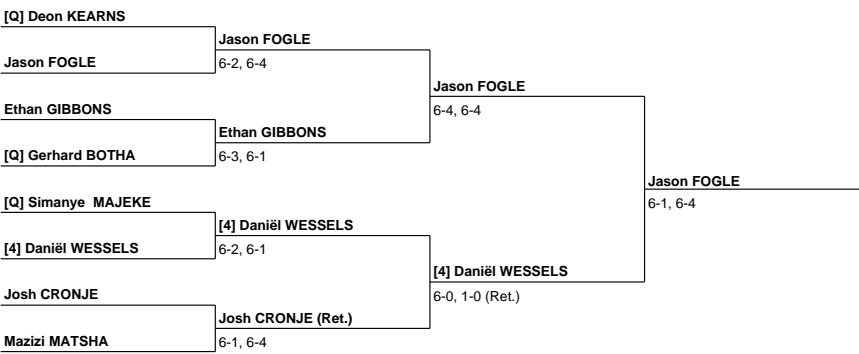 [Q] Deon KEARNS
Jason FOGLE
Jason FOGLE
6-2, 6-4
Jason FOGLE
6-4, 6-4
Ethan GIBBONS
Ethan GIBBONS
[Q] Gerhard BOTHA
6-3, 6-1
Jason FOGLE
6-1, 6-4
[Q] Simanye MAJEKE
[4] Daniël WESSELS
[4] Daniël WESSELS
6-2, 6-1
[4] Daniël WESSELS
6-0, 1-0 (Ret.)
Josh CRONJE
Josh CRONJE (Ret.)
Mazizi MATSHA
6-1, 6-4